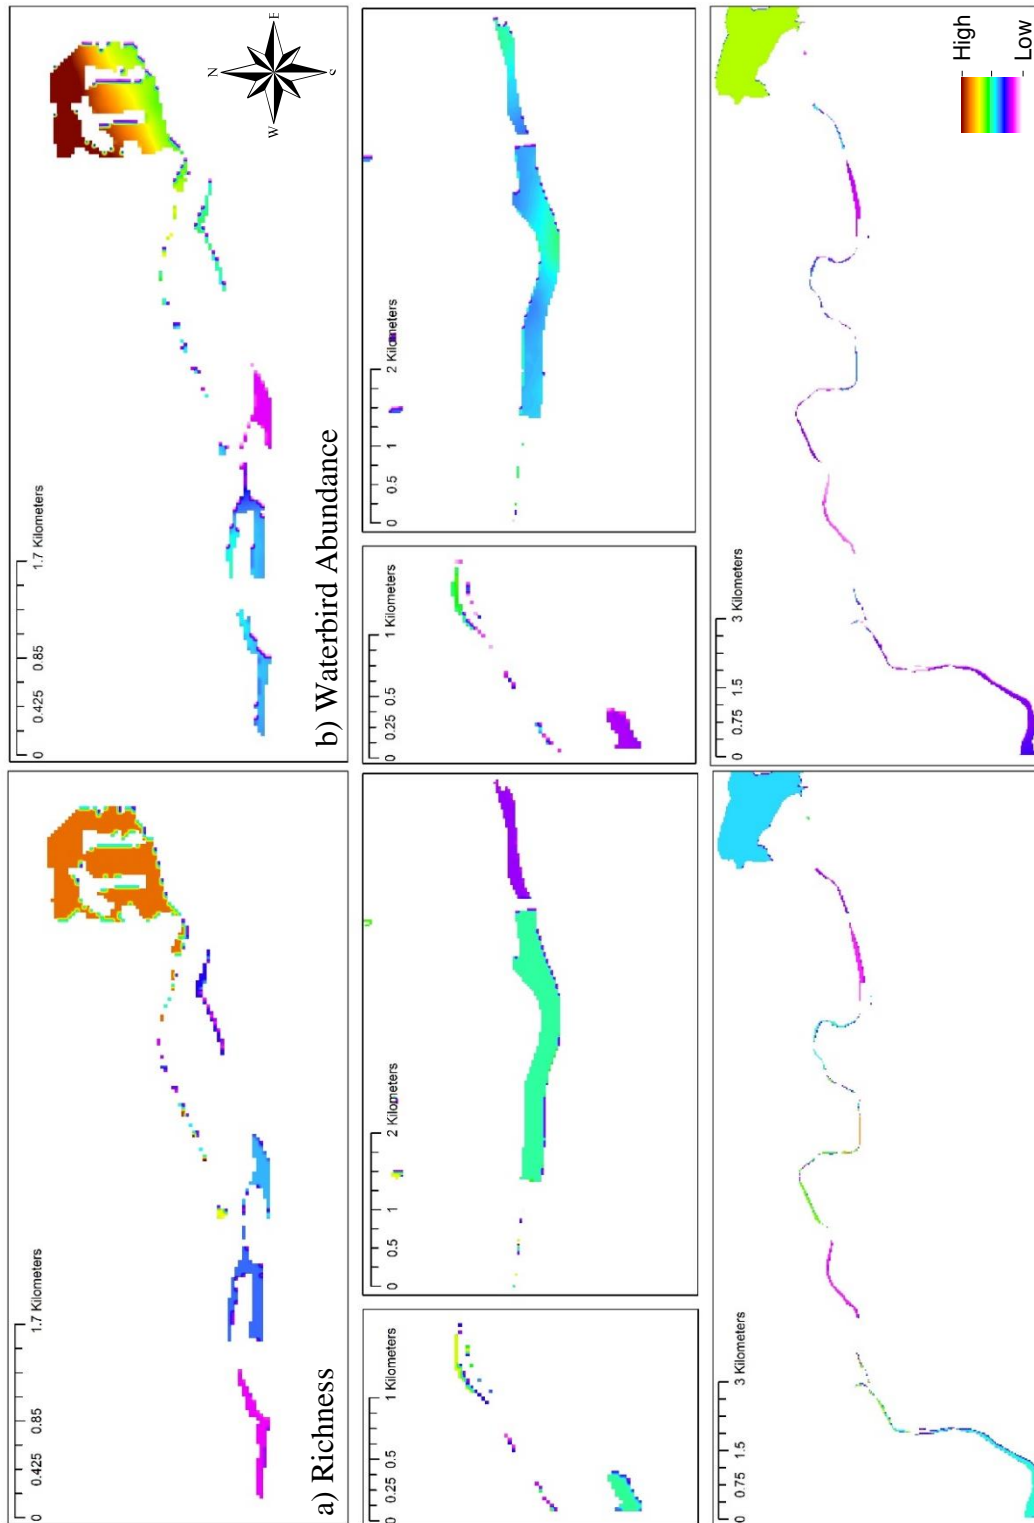 0 0.425 0.85 1.7 Kilometers
a) Richness
0 0.25 0.5 1 Kilometers
0 0.5 1 2 Kilometers
0 0.75 1.5 3 Kilometers
0 0.425 0.85 1.7 Kilometers
N
W E
S
b) Waterbird Abundance
0 0.25 0.5 1 Kilometers
0 0.5 1 2 Kilometers
0 0.75 1.5 3 Kilometers
High
Low